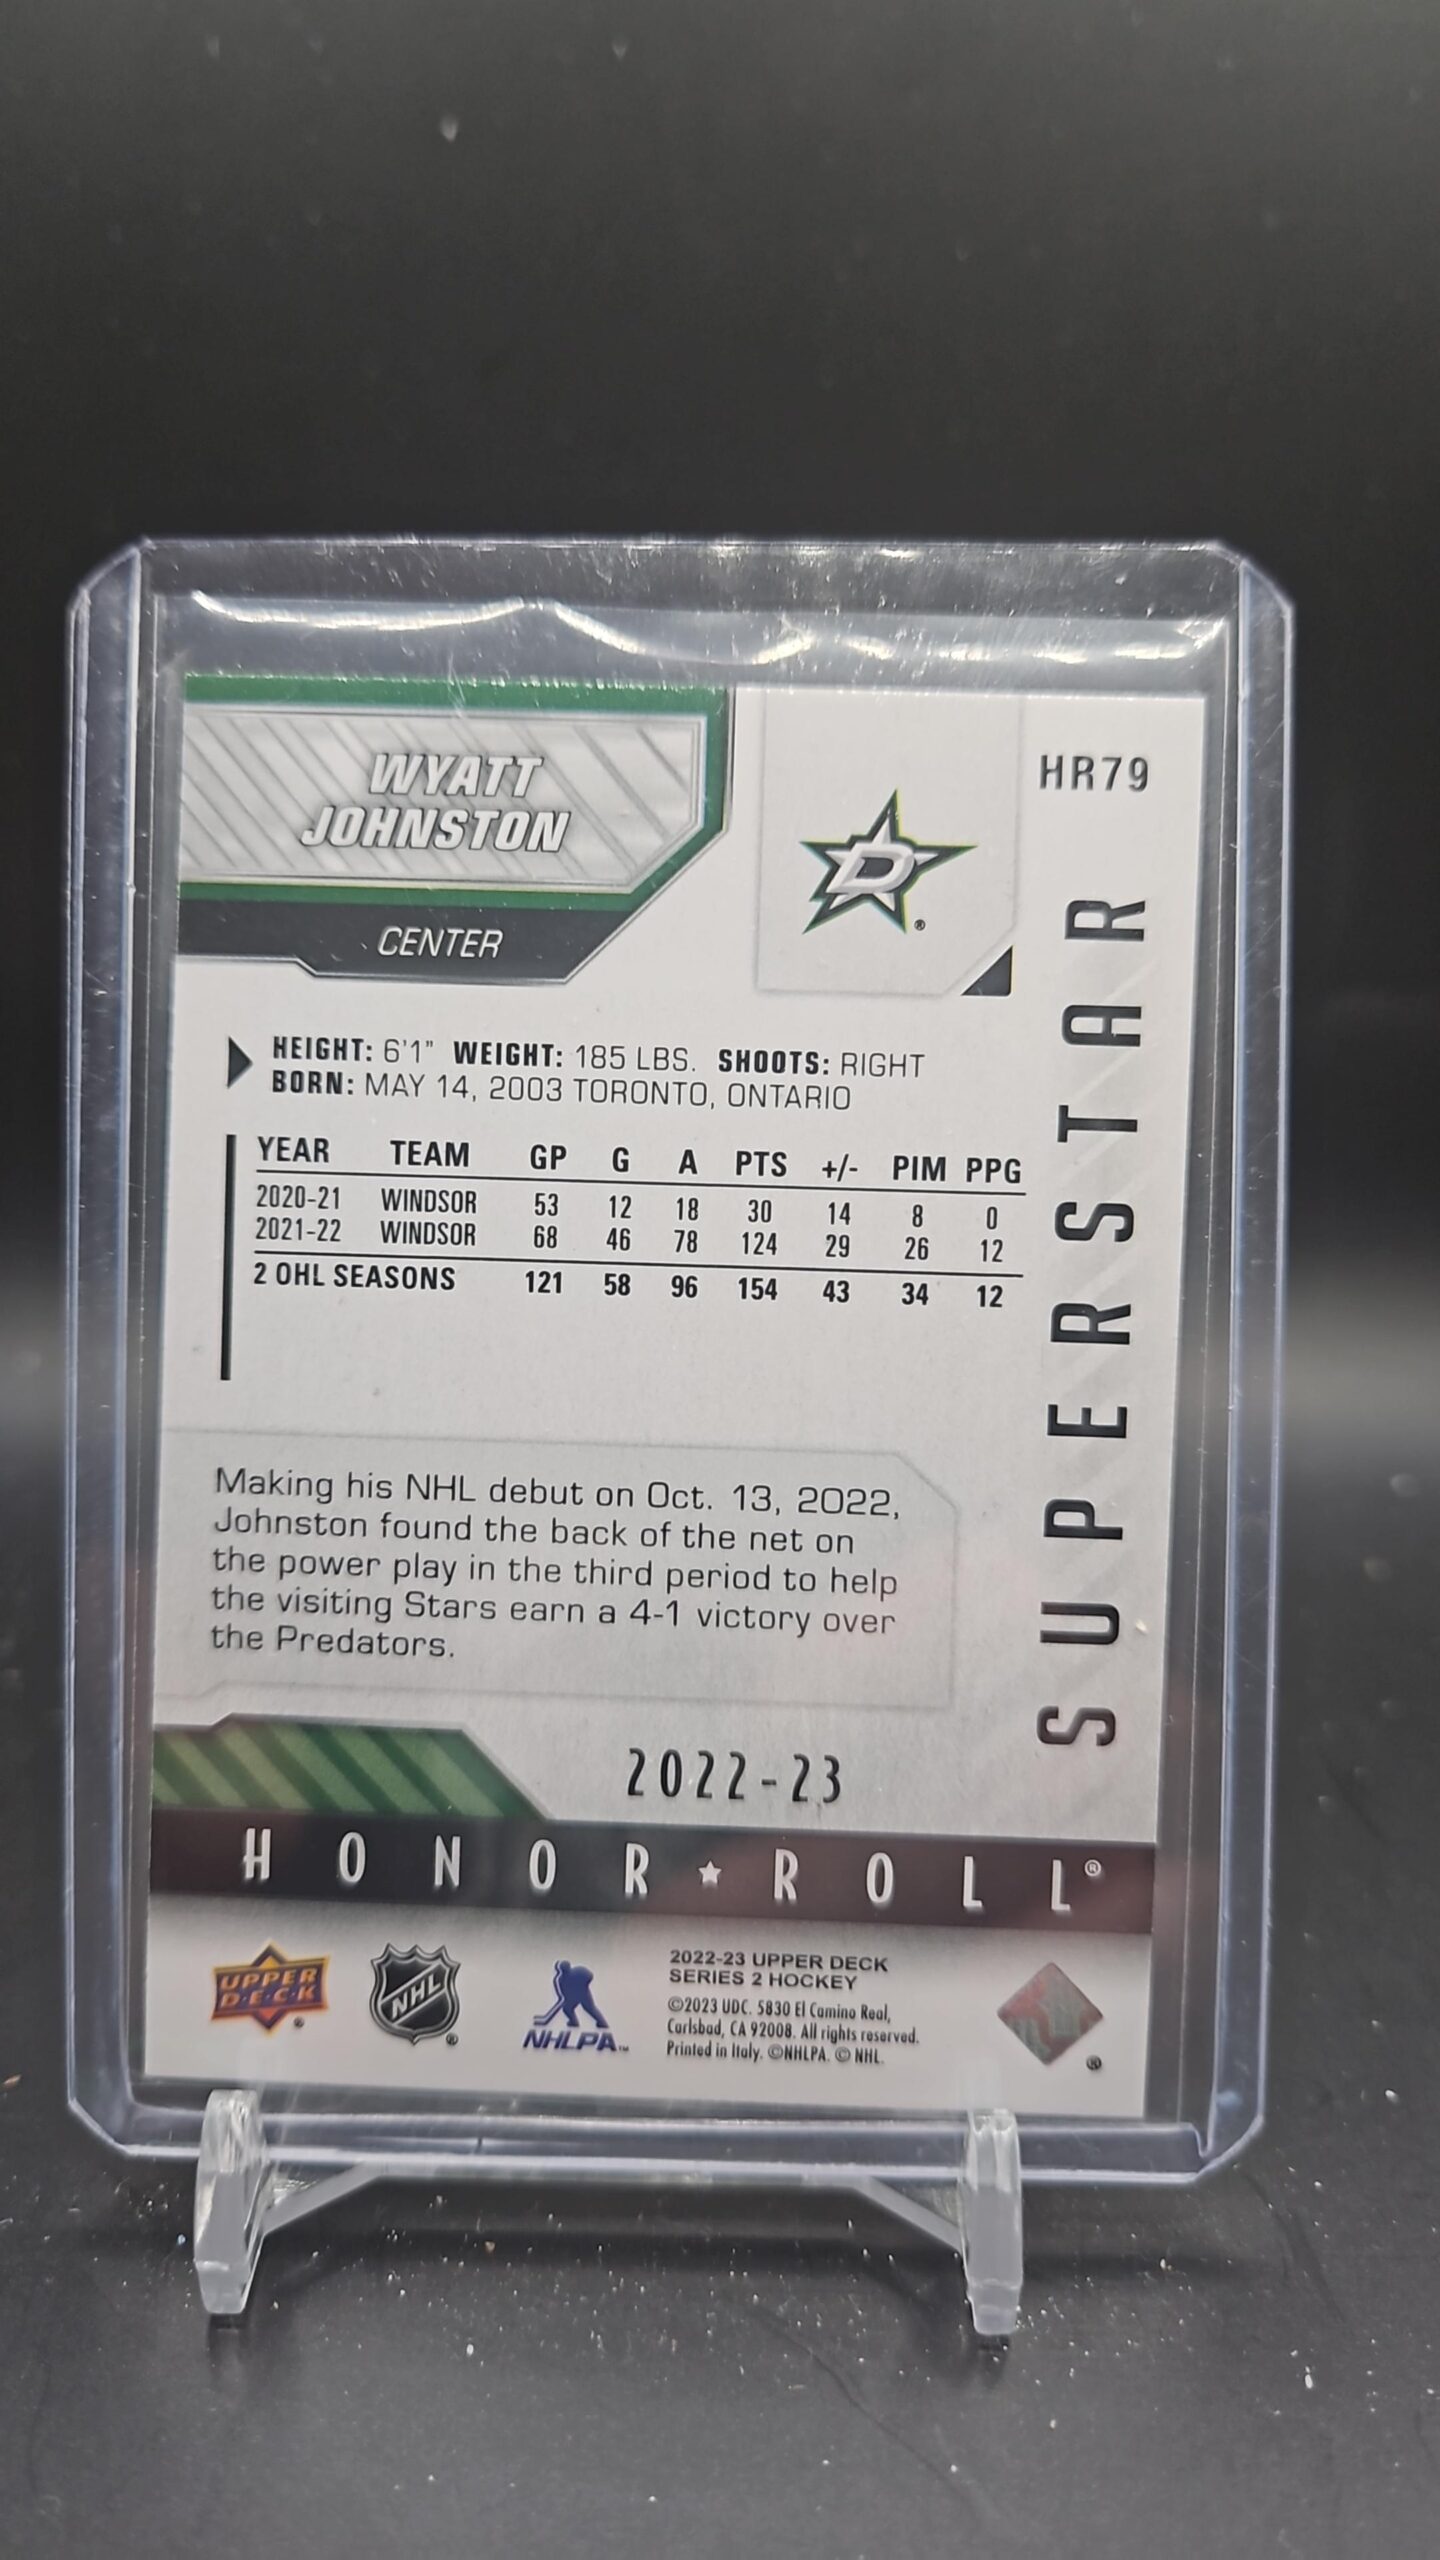 WYATT
JOHNSTON
CENTER
D
®
HR79
SUPERSTAR
HEIGHT: 6'1" WEIGHT: 185 LBS. SHOOTS: RIGHT
BORN: MAY 14, 2003 TORONTO, ONTARIO
YEAR TEAM GP G A PTS +/- PIM PPG
2020-21 WINDSOR 53 12 18 30 14 8 0
2021-22 WINDSOR 68 46 78 124 29 26 12
2 OHL SEASONS 121 58 96 154 43 34 12
Making his NHL debut on Oct. 13, 2022,
Johnston found the back of the net on
the power play in the third period to help
the visiting Stars earn a 4-1 victory over
the Predators.
2022-23
HONOR ★ ROLL®
UPPER
D·E·C·K
®
NHL
®
NHLPA™
2022-23 UPPER DECK
SERIES 2 HOCKEY
©2023 UDC. 5830 El Camino Real,
Carlsbad, CA 92008. All rights reserved.
Printed in Italy. ©NHLPA. © NHL.
®